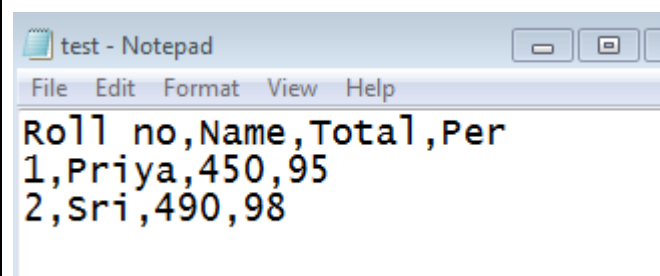 test - Notepad
File Edit Format View Help
Roll no,Name,Total,Per
1,Priya,450,95
2,Sri,490,98